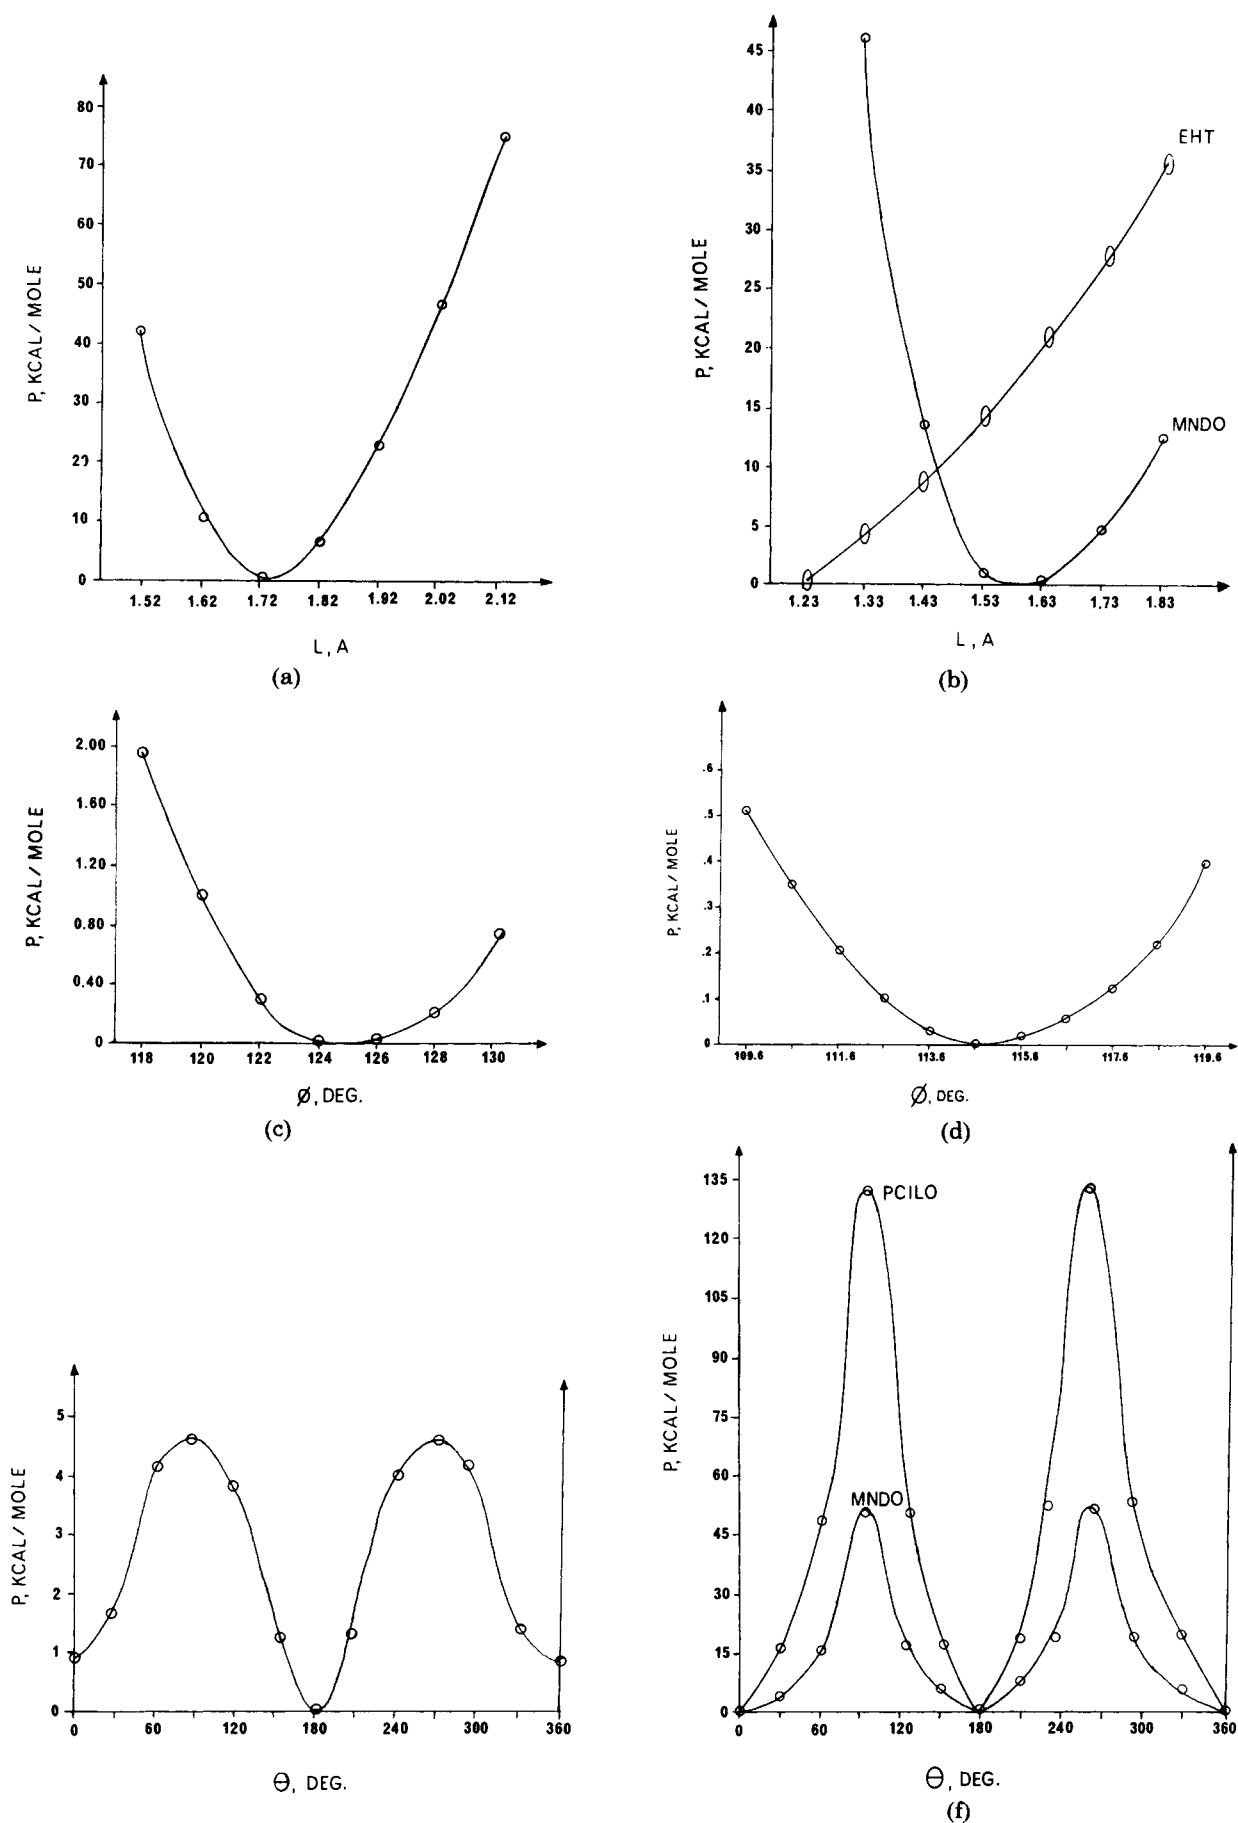 80
70
60
50
40
30
29
10
0
1.52 1.62 1.72 1.82 1.92 2.02 2.12
P, KCAL/MOLE
L, A
(a)
45
40
35
30
25
20
15
10
5
0
1.23 1.33 1.43 1.53 1.63 1.73 1.83
P, KCAL/MOLE
EHT
MNDO
L, A
(b)
2.00
1.60
1.20
0.80
0.40
0
118 120 122 124 126 128 130
P, KCAL/MOLE
Ø, DEG.
(c)
.6
.5
.4
.3
.2
.1
0
109.6 111.6 113.6 115.6 117.6 119.6
P, KCAL/MOLE
Ø, DEG.
(d)
5
4
3
2
1
0
0 60 120 180 240 300 360
P, KCAL/MOLE
Θ, DEG.
135
120
105
90
75
60
45
30
15
0
0 60 120 180 240 300 360
P, KCAL/MOLE
PCILO
MNDO
Θ, DEG.
(f)